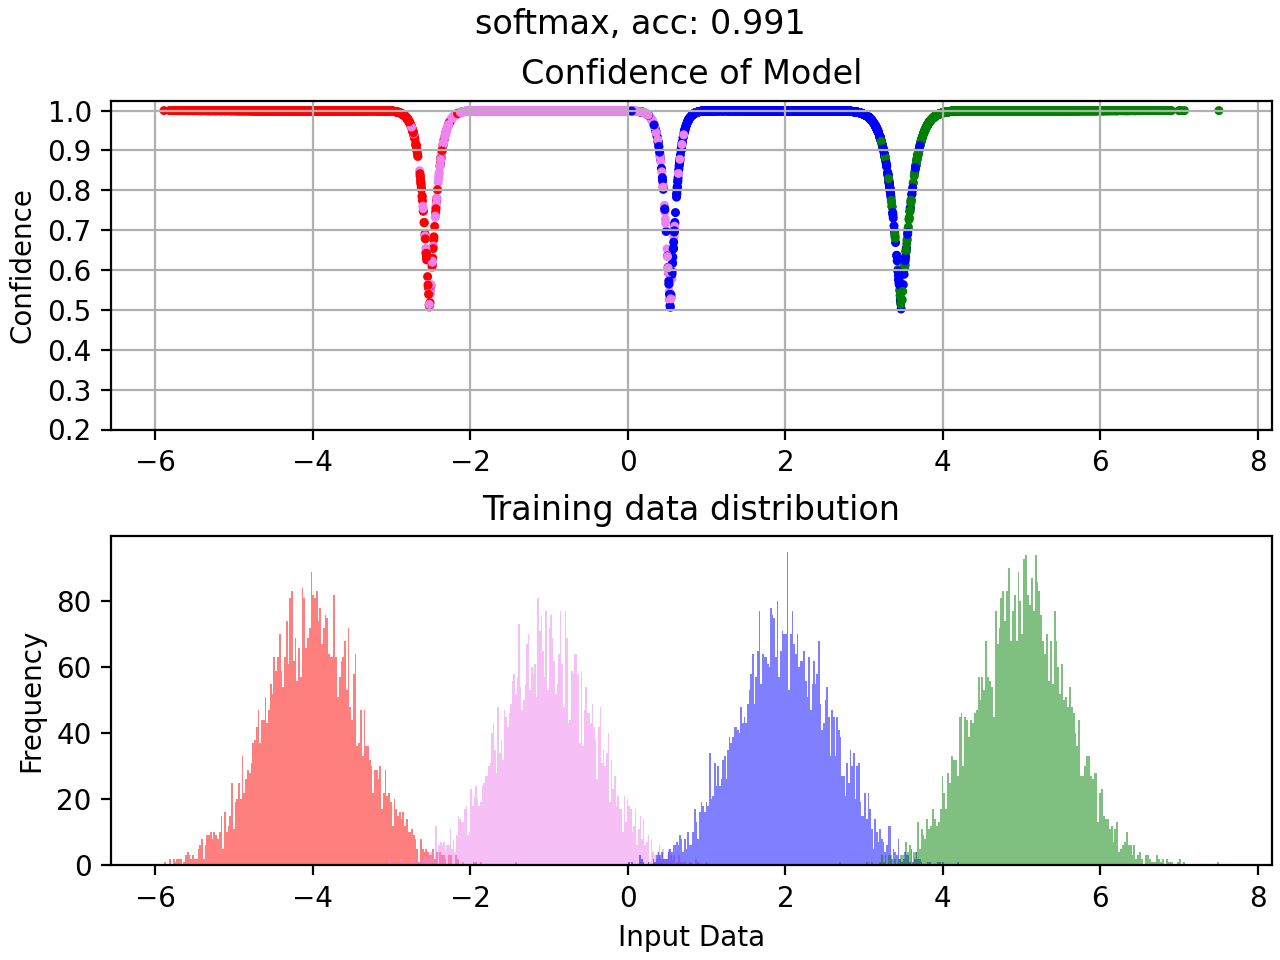 softmax, acc: 0.991
Confidence of Model
Confidence
1.0
0.9
0.8
0.7
0.6
0.5
0.4
0.3
0.2
−6 −4 −2 0 2 4 6 8
Training data distribution
Frequency
80
60
40
20
0
−6 −4 −2 0 2 4 6 8
Input Data